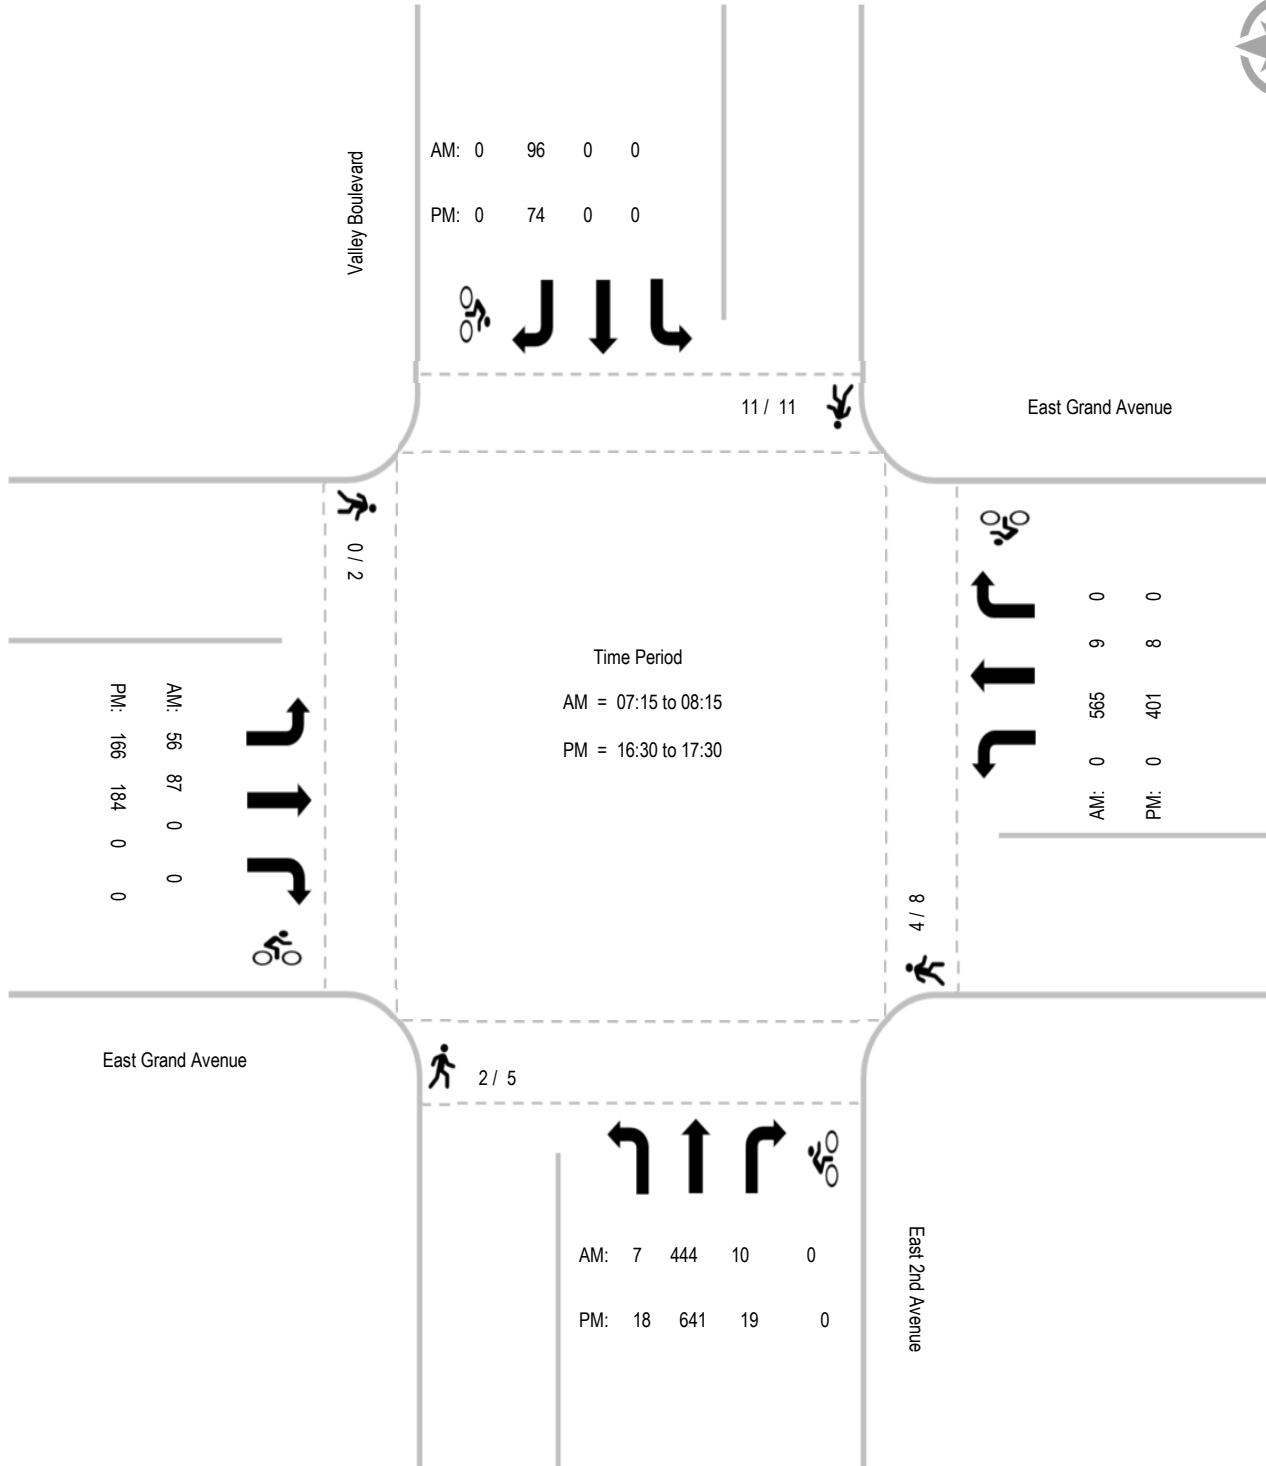 AM: 0 96 0 0
PM: 0 74 0 0
Valley Boulevard
11 / 11
East Grand Avenue
0 / 2
Time Period
AM = 07:15 to 08:15
PM = 16:30 to 17:30
AM: 56 87 0 0
PM: 166 184 0 0
AM: 0 565 9 0
PM: 0 401 8 0
4 / 8
East Grand Avenue
2 / 5
AM: 7 444 10 0
PM: 18 641 19 0
East 2nd Avenue